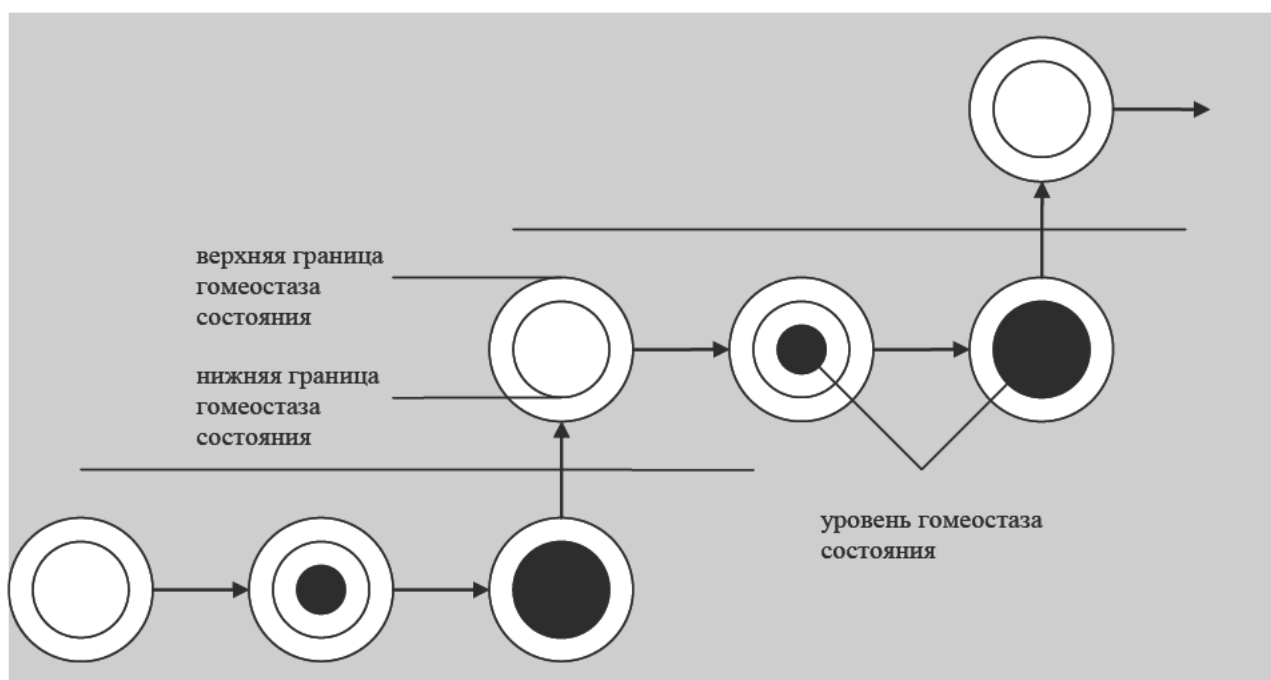 верхняя граница
гомеостаза
состояния
нижняя граница
гомеостаза
состояния
уровень гомеостаза
состояния